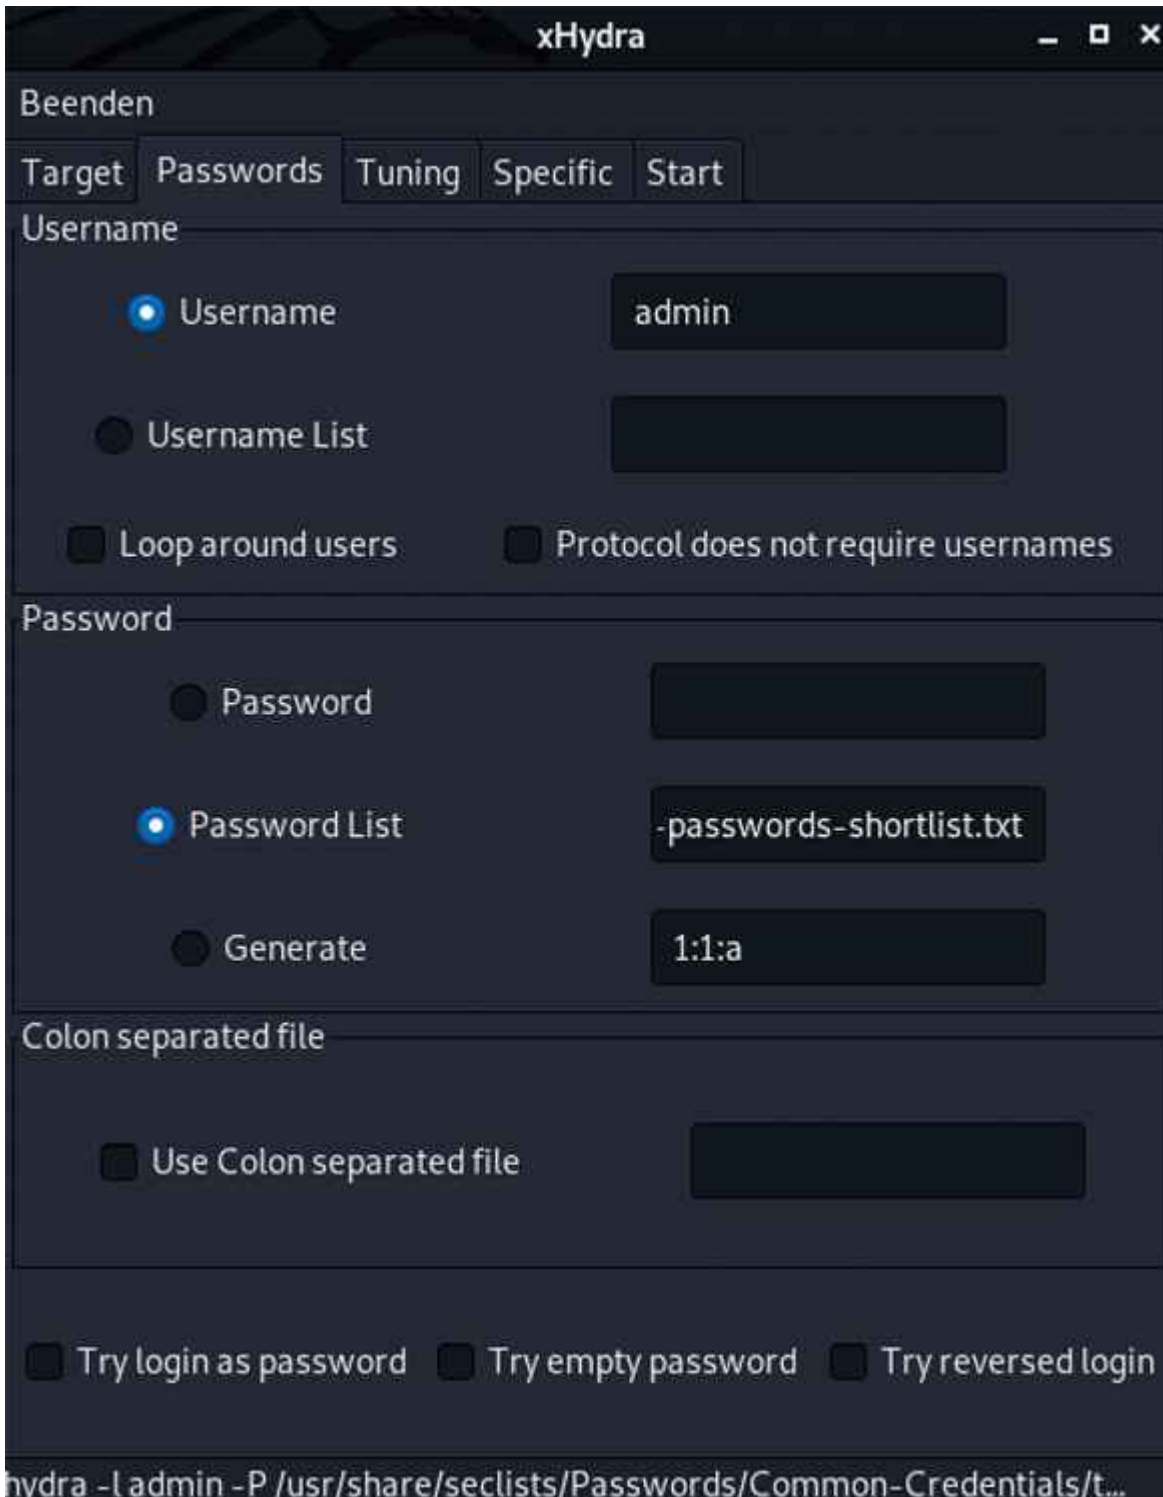 xHydra
Beenden
Target Passwords Tuning Specific Start
Username
Username admin
Username List
Loop around users Protocol does not require usernames
Password
Password
Password List -passwords-shortlist.txt
Generate 1:1:a
Colon separated file
Use Colon separated file
Try login as password Try empty password Try reversed login
hydra -l admin -P /usr/share/seclists/Passwords/Common-Credentials/t...